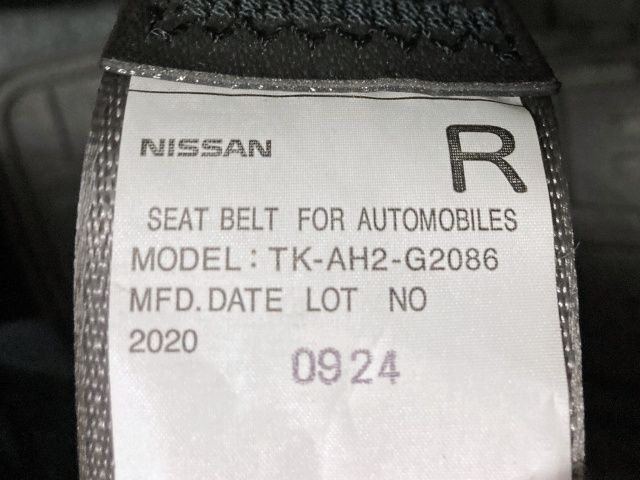 NISSAN R
SEAT BELT FOR AUTOMOBILES
MODEL: TK-AH2-G2086
MFD.DATE LOT NO
2020 0924